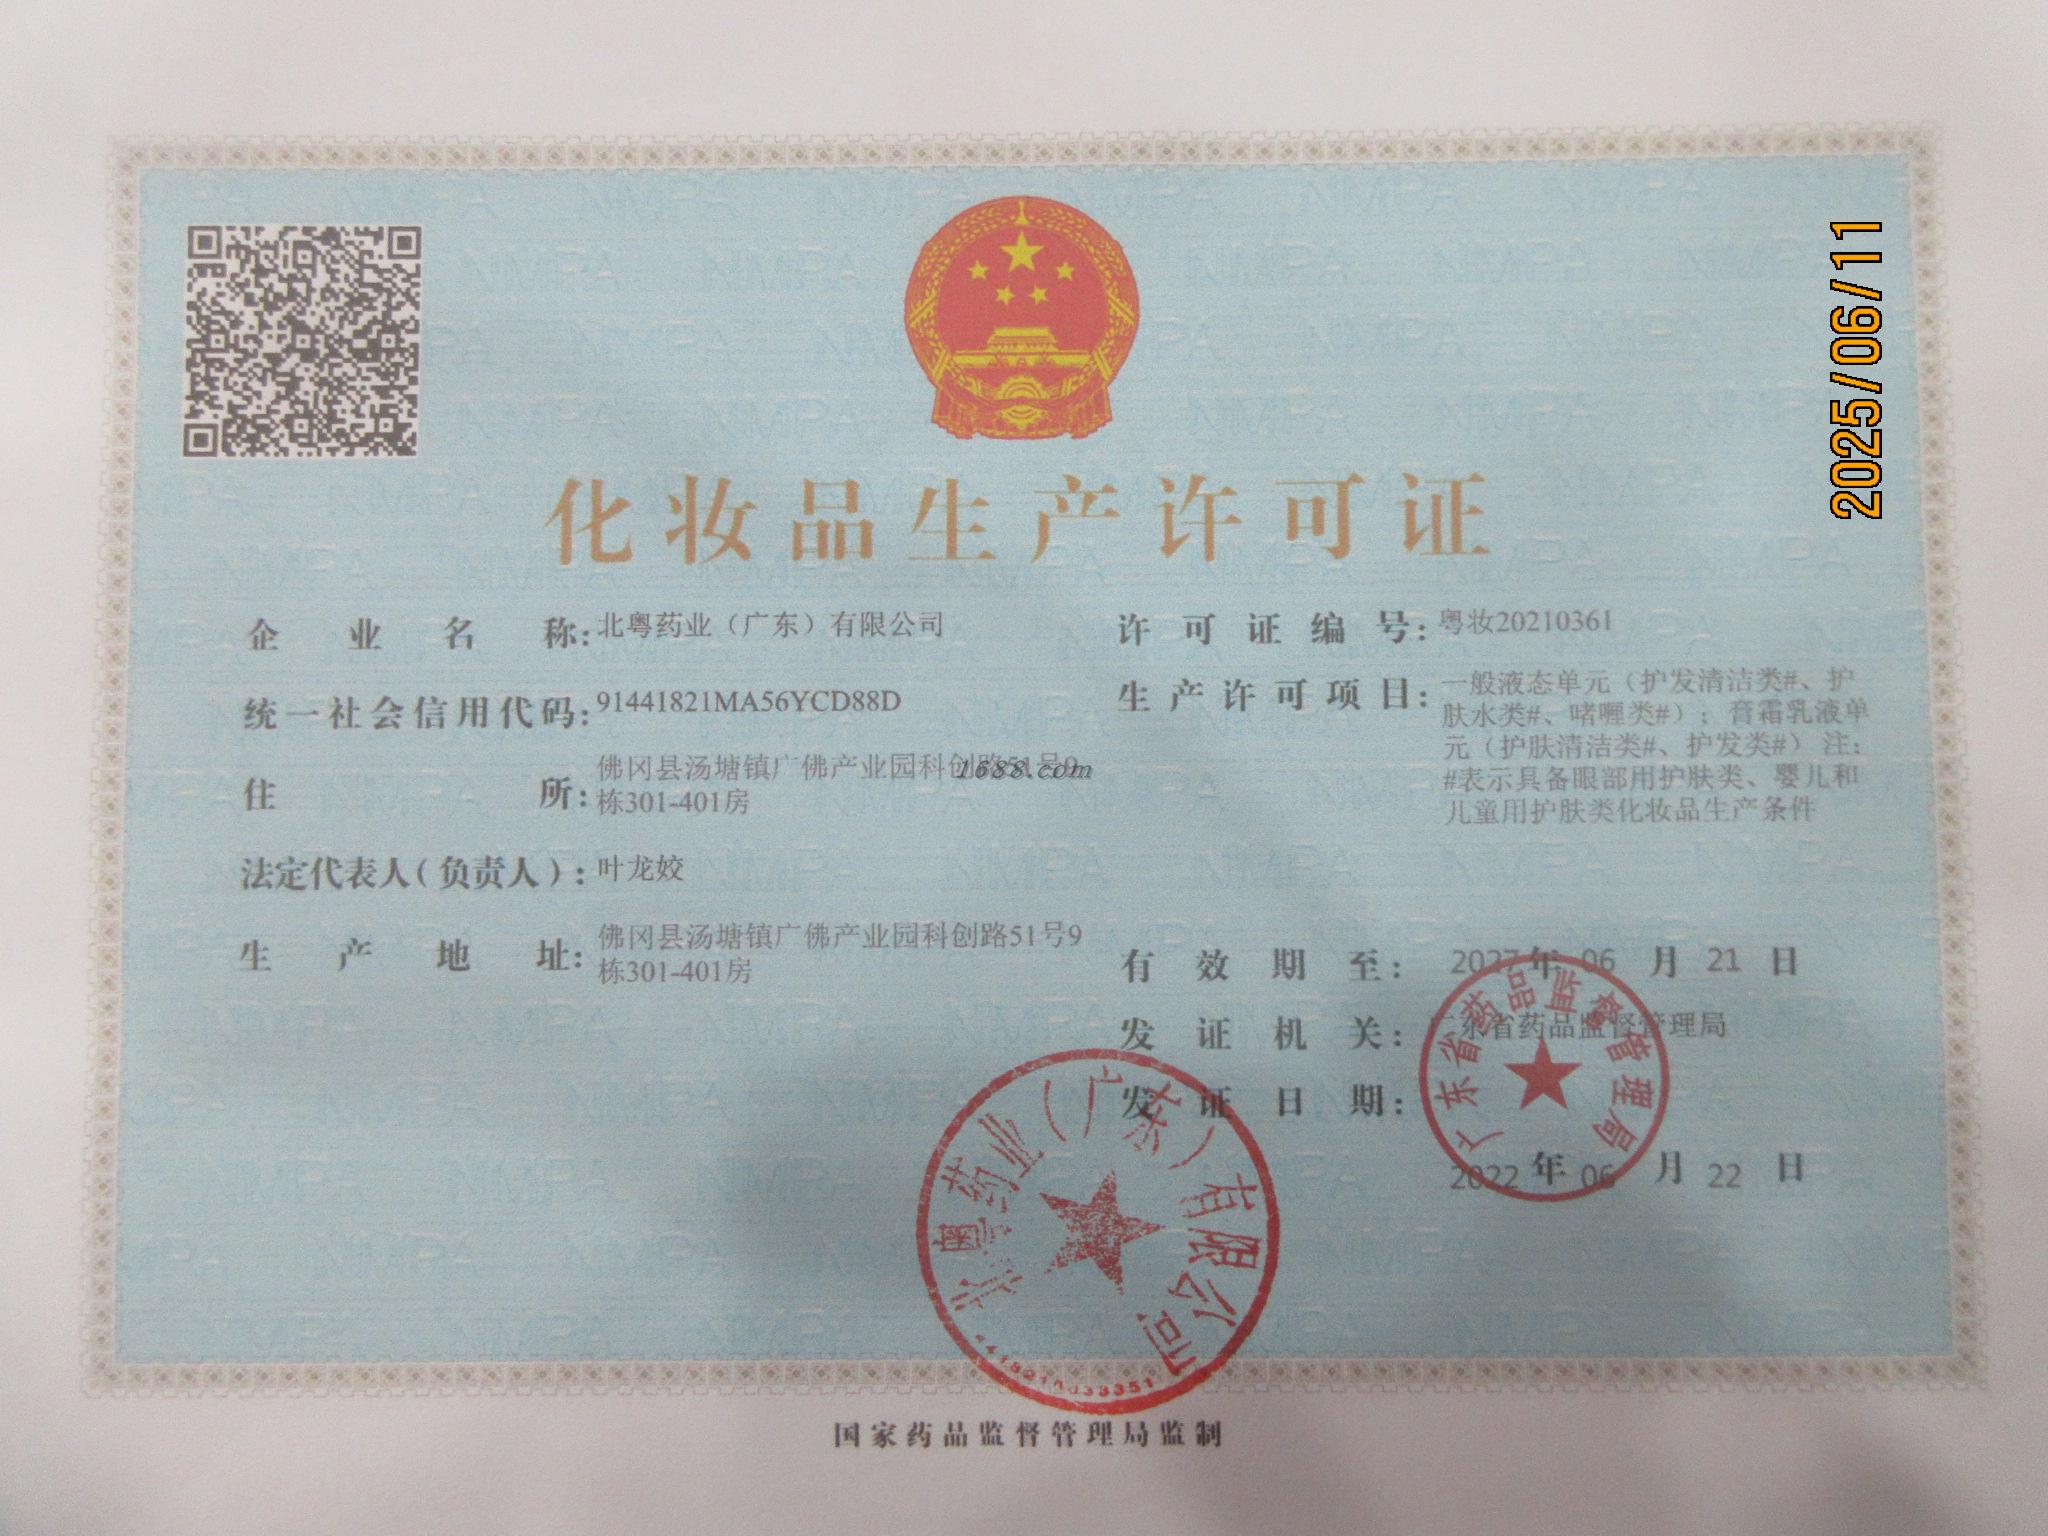 2025/06/11
化妆品生产许可证
企业名称:北粤药业（广东）有限公司
统一社会信用代码:91441821MA56YCD88D
住所:佛冈县汤塘镇广佛产业园科创路51号9
栋301-401房
1688.com
法定代表人(负责人):叶龙姣
生产地址:佛冈县汤塘镇广佛产业园科创路51号9
栋301-401房
许可证编号:粤妆20210361
生产许可项目:一般液态单元（护发清洁类#、护
肤水类#、啫喱类#）；膏霜乳液单
元（护肤清洁类#、护发类#） 注：
#表示具备眼部用护肤类、婴儿和
儿童用护肤类化妆品生产条件
有效期至:2027年06月21日
发证机关:广东省药品监督管理局
发证日期:
2022年06月22日
广东省药品监督管理局
北粤药业（广东）有限公司
国家药品监督管理局监制